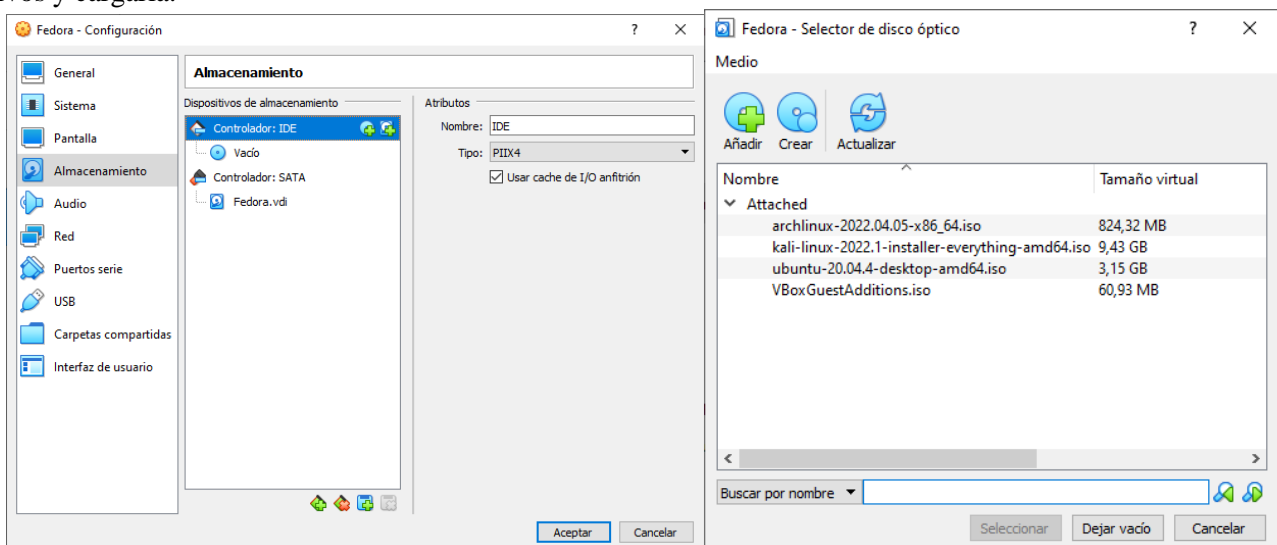 Fedora - Configuración
?
General
Sistema
Pantalla
Almacenamiento
Audio
Red
Puertos serie
USB
Carpetas compartidas
Interfaz de usuario
Almacenamiento
Dispositivos de almacenamiento
Controlador: IDE
Vacío
Controlador: SATA
Fedora.vdi
Atributos
Nombre: IDE
Tipo: PIIX4
Usar cache de I/O anfitrión
Aceptar Cancelar
Fedora - Selector de disco óptico
?
Medio
Añadir Crear Actualizar
Nombre Tamaño virtual
Attached
archlinux-2022.04.05-x86_64.iso 824,32 MB
kali-linux-2022.1-installer-everything-amd64.iso 9,43 GB
ubuntu-20.04.4-desktop-amd64.iso 3,15 GB
VBoxGuestAdditions.iso 60,93 MB
Buscar por nombre
Seleccionar Dejar vacío Cancelar